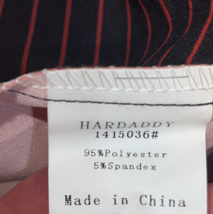 HARDADDY
1415036#
95%Polyester
5%Spandex
Made in China